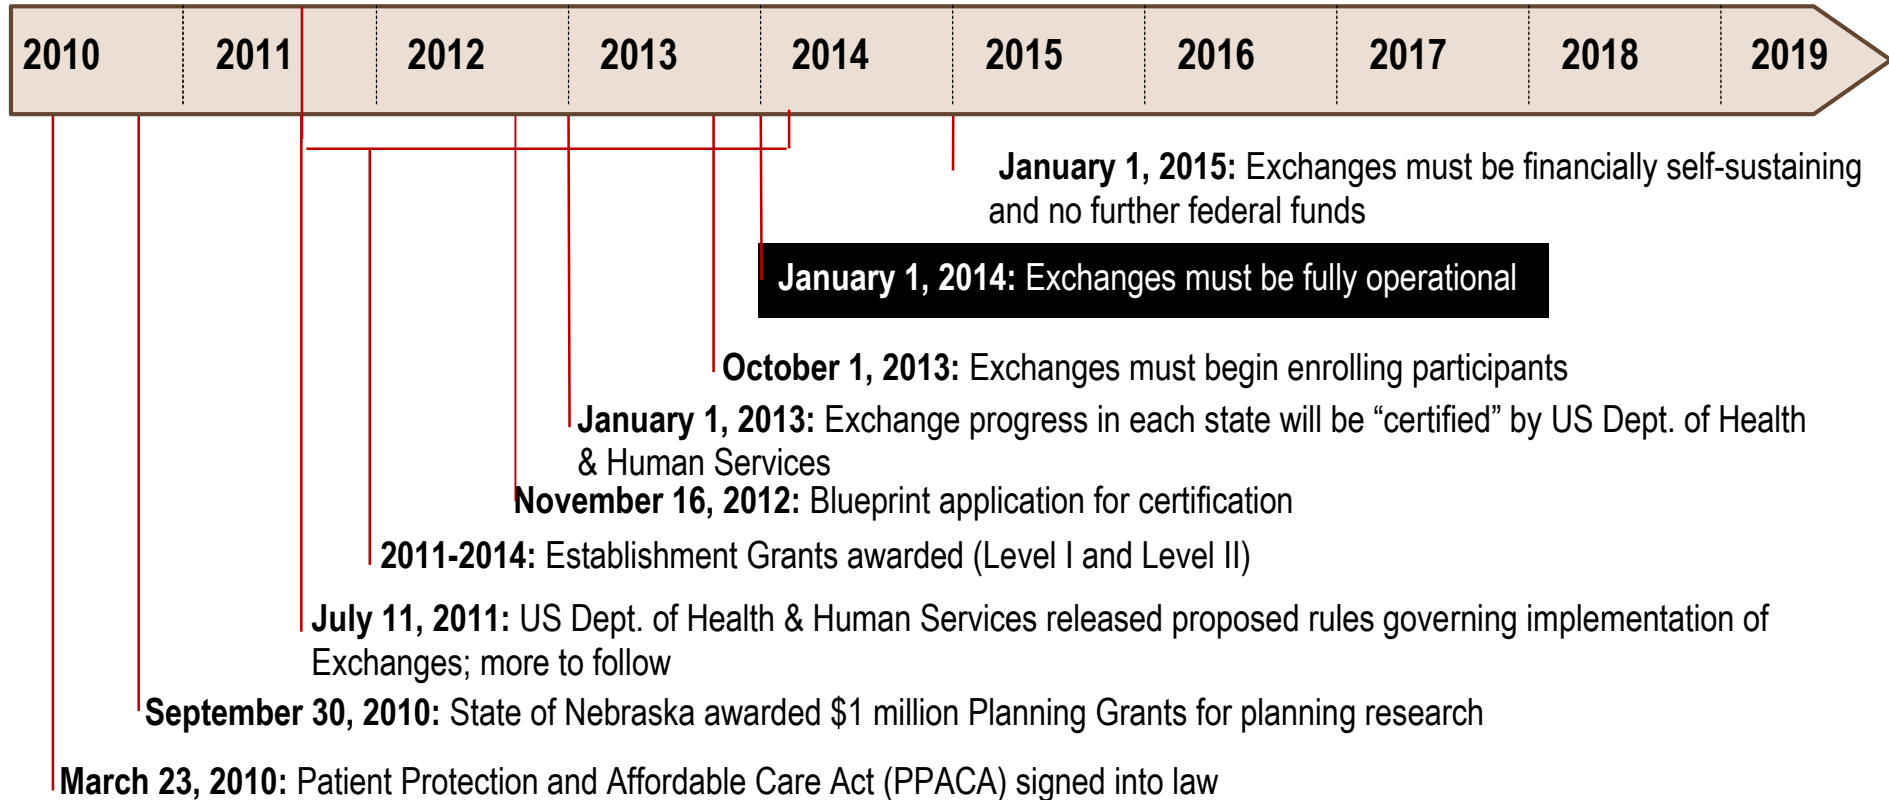 2010 2011 2012 2013 2014 2015 2016 2017 2018 2019
January 1, 2015: Exchanges must be financially self-sustaining
and no further federal funds
January 1, 2014: Exchanges must be fully operational
October 1, 2013: Exchanges must begin enrolling participants
January 1, 2013: Exchange progress in each state will be “certified” by US Dept. of Health
& Human Services
November 16, 2012: Blueprint application for certification
2011-2014: Establishment Grants awarded (Level I and Level II)
July 11, 2011: US Dept. of Health & Human Services released proposed rules governing implementation of
Exchanges; more to follow
September 30, 2010: State of Nebraska awarded $1 million Planning Grants for planning research
March 23, 2010: Patient Protection and Affordable Care Act (PPACA) signed into law